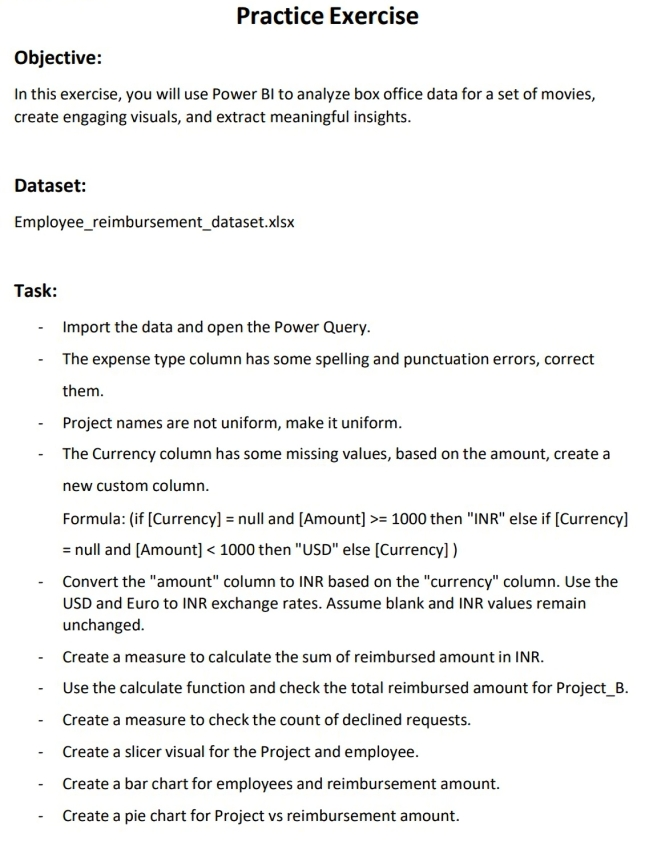 Practice Exercise
Objective:
In this exercise, you will use Power BI to analyze box office data for a set of movies,
create engaging visuals, and extract meaningful insights.
Dataset:
Employee_reimbursement_dataset.xlsx
Task:
- Import the data and open the Power Query.
- The expense type column has some spelling and punctuation errors, correct
them.
- Project names are not uniform, make it uniform.
- The Currency column has some missing values, based on the amount, create a
new custom column.
Formula: (if [Currency] = null and [Amount] >= 1000 then "INR" else if [Currency]
= null and [Amount] < 1000 then "USD" else [Currency] )
- Convert the "amount" column to INR based on the "currency" column. Use the
USD and Euro to INR exchange rates. Assume blank and INR values remain
unchanged.
- Create a measure to calculate the sum of reimbursed amount in INR.
- Use the calculate function and check the total reimbursed amount for Project_B.
- Create a measure to check the count of declined requests.
- Create a slicer visual for the Project and employee.
- Create a bar chart for employees and reimbursement amount.
- Create a pie chart for Project vs reimbursement amount.